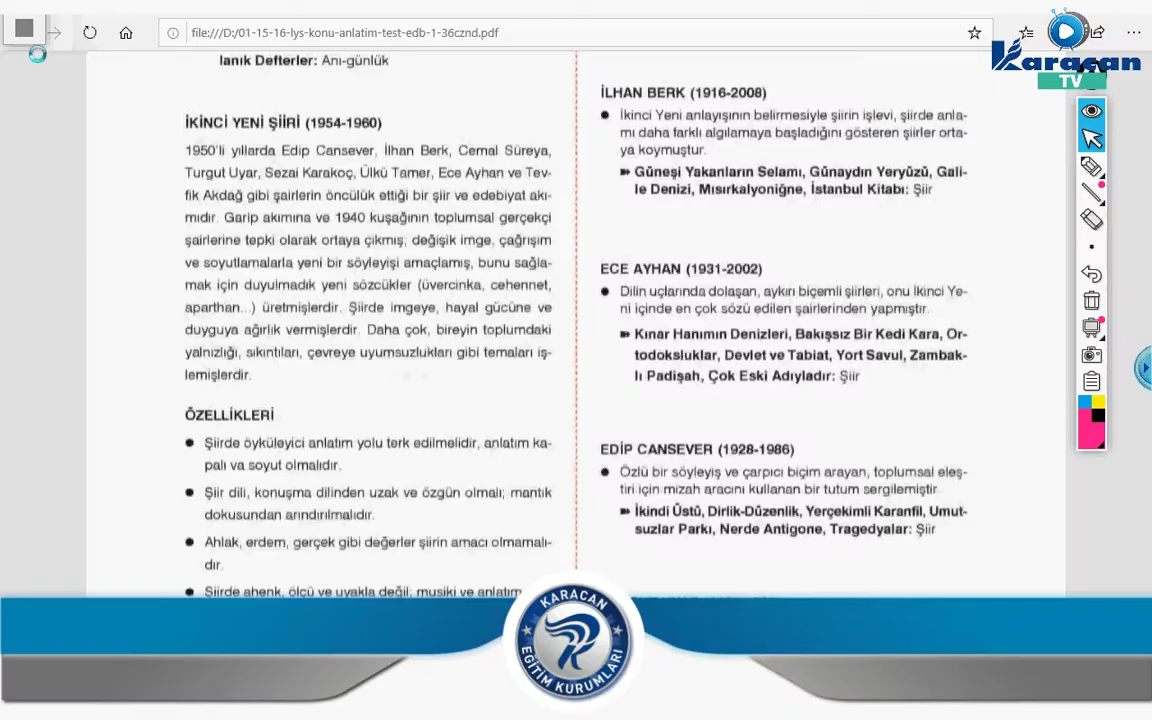 file:///D:/01-15-16-lys-konu-anlatim-test-edb-1-36cznd.pdf
Karacan
TV
lanık Defterler: Anı-günlük
İKİNCİ YENİ ŞİİRİ (1954-1960)
1950'li yıllarda Edip Cansever, İlhan Berk, Cemal Süreya,
Turgut Uyar, Sezai Karakoç, Ülkü Tamer, Ece Ayhan ve Tev-
fik Akdağ gibi şairlerin öncülük ettiği bir şiir ve edebiyat akı-
mıdır. Garip akımına ve 1940 kuşağının toplumsal gerçekçi
şairlerine tepki olarak ortaya çıkmış, değişik imge, çağrışım
ve soyutlamalarla yeni bir söyleyişi amaçlamış, bunu sağla-
mak için duyulmadık yeni sözcükler (üvercinka, cehennet,
aparthan...) üretmişlerdir. Şiirde imgeye, hayal gücüne ve
duyguya ağırlık vermişlerdir. Daha çok, bireyin toplumdaki
yalnızlığı, sıkıntıları, çevreye uyumsuzlukları gibi temaları iş-
lemişlerdir.
ÖZELLİKLERİ
● Şiirde öyküleyici anlatım yolu terk edilmelidir, anlatım ka-
palı va soyut olmalıdır.
● Şiir dili, konuşma dilinden uzak ve özgün olmalı; mantık
dokusundan arındırılmalıdır.
● Ahlak, erdem, gerçek gibi değerler şiirin amacı olmamalı-
dır.
● Şiirde ahenk, ölçü ve uyakla değil; musiki ve anlatım
İLHAN BERK (1916-2008)
● İkinci Yeni anlayışının belirmesiyle şiirin işlevi, şiirde anla-
mı daha farklı algılamaya başladığını gösteren şiirler orta-
ya koymuştur.
➽ Güneşi Yakanların Selamı, Günaydın Yeryüzü, Gali-
le Denizi, Mısırkalyoniğne, İstanbul Kitabı: Şiir
ECE AYHAN (1931-2002)
● Dilin uçlarında dolaşan, aykırı biçemli şiirleri, onu İkinci Ye-
ni içinde en çok sözü edilen şairlerinden yapmıştır.
➽ Kınar Hanımın Denizleri, Bakışsız Bir Kedi Kara, Or-
todoksluklar, Devlet ve Tabiat, Yort Savul, Zambak-
lı Padişah, Çok Eski Adıyladır: Şiir
EDİP CANSEVER (1928-1986)
● Özlü bir söyleyiş ve çarpıcı biçim arayan, toplumsal eleş-
tiri için mizah aracını kullanan bir tutum sergilemiştir.
➽ İkindi Üstü, Dirlik-Düzenlik, Yerçekimli Karanfil, Umut-
suzlar Parkı, Nerde Antigone, Tragedyalar: Şiir
KARACAN
EĞİTİM KURUMLARI